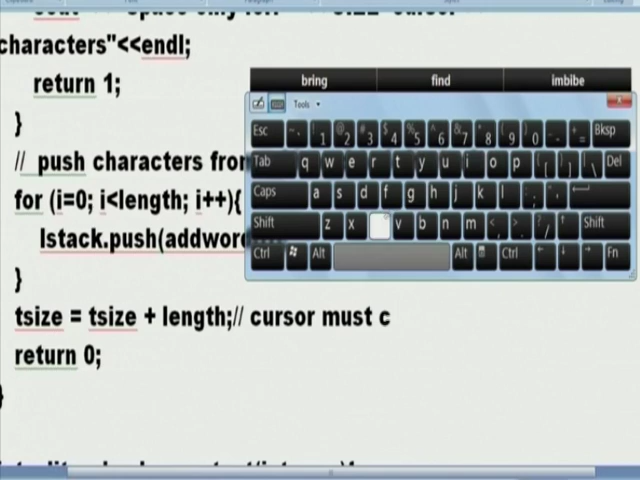 characters"<<endl;
return 1;
}
// push characters from
for (i=0; i<length; i++){
lstack.push(addword
}
tsize = tsize + length;// cursor must c
return 0;
}
bring find imbibe
Tools
Esc 1 2 3 4 5 6 7 8 9 0 - = Bksp
Tab q w e r t y u i o p [ ] \ Del
Caps a s d f g h j k l ; '
Shift z x v b n m , . / Shift
Ctrl Alt Alt Ctrl Fn